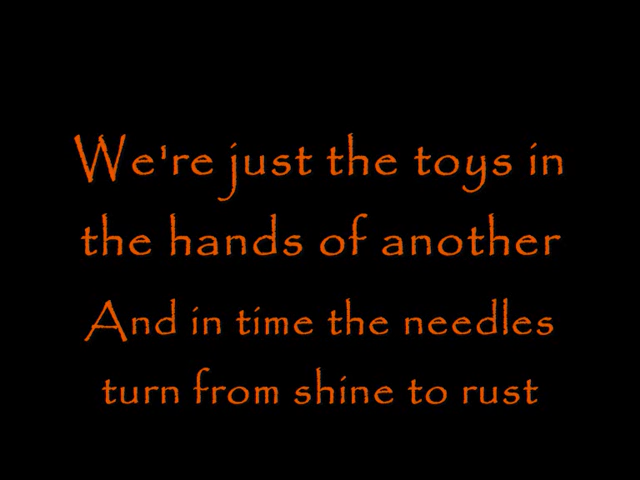 We're just the toys in
the hands of another
And in time the needles
turn from shine to rust